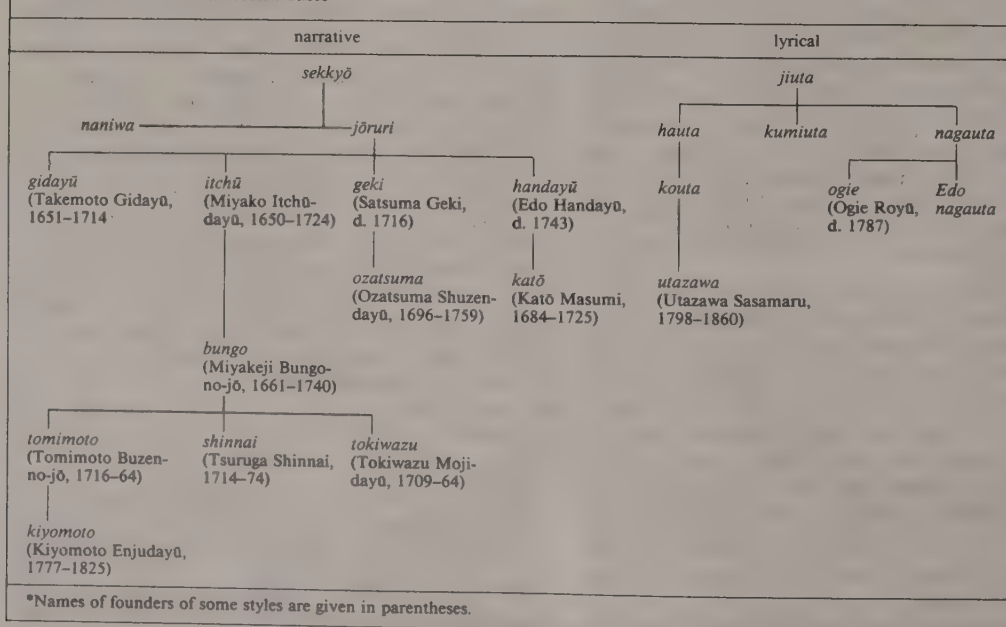 narrative
lyrical
sekkyō
jiuta
naniwa
jōruri
hauta
kumiuta
nagauta
gidayū
(Takemoto Gidayū,
1651–1714
itchū
(Miyako Itchū-
dayū, 1650–1724)
geki
(Satsuma Geki,
d. 1716)
handayū
(Edo Handayū,
d. 1743)
kouta
ogie
(Ogie Royū,
d. 1787)
Edo
nagauta
ozatsuma
(Ozatsuma Shuzen-
dayū, 1696–1759)
katō
(Katō Masumi,
1684–1725)
utazawa
(Utazawa Sasamaru,
1798–1860)
bungo
(Miyakeji Bungo-
no-jō, 1661–1740)
tomimoto
(Tomimoto Buzen-
no-jō, 1716–64)
shinnai
(Tsuruga Shinnai,
1714–74)
tokiwazu
(Tokiwazu Moji-
dayū, 1709–64)
kiyomoto
(Kiyomoto Enjudayū,
1777–1825)
*Names of founders of some styles are given in parentheses.